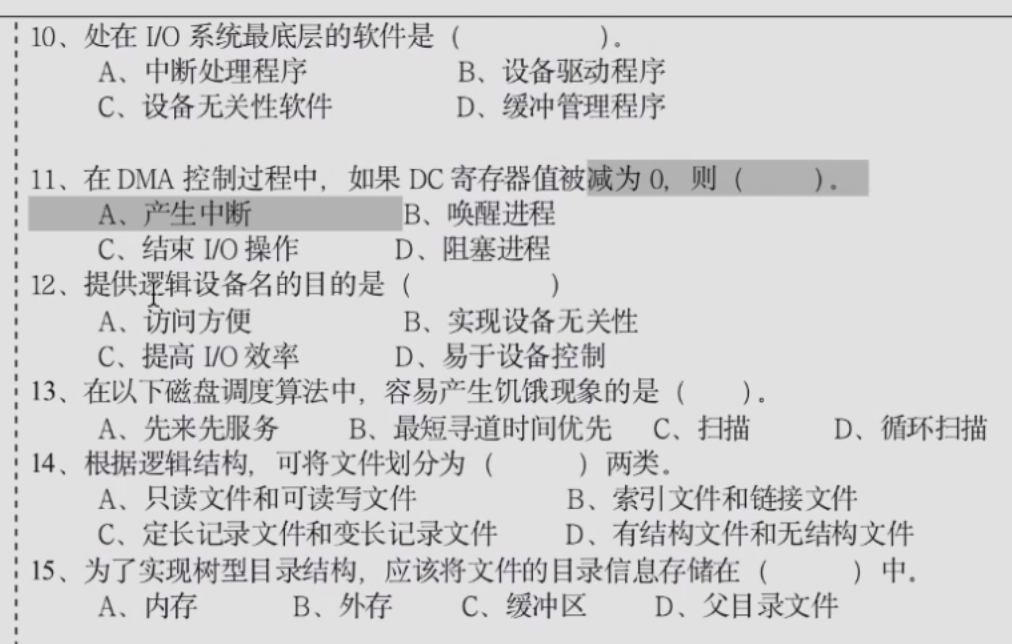 10、处在 I/O 系统最底层的软件是（ ）。
A、中断处理程序 B、设备驱动程序
C、设备无关性软件 D、缓冲管理程序
11、在 DMA 控制过程中，如果 DC 寄存器值被减为 0，则（ ）。
A、产生中断 B、唤醒进程
C、结束 I/O 操作 D、阻塞进程
12、提供逻辑设备名的目的是（ ）
A、访问方便 B、实现设备无关性
C、提高 I/O 效率 D、易于设备控制
13、在以下磁盘调度算法中，容易产生饥饿现象的是（ ）。
A、先来先服务 B、最短寻道时间优先 C、扫描 D、循环扫描
14、根据逻辑结构，可将文件划分为（ ）两类。
A、只读文件和可读写文件 B、索引文件和链接文件
C、定长记录文件和变长记录文件 D、有结构文件和无结构文件
15、为了实现树型目录结构，应该将文件的目录信息存储在（ ）中。
A、内存 B、外存 C、缓冲区 D、父目录文件